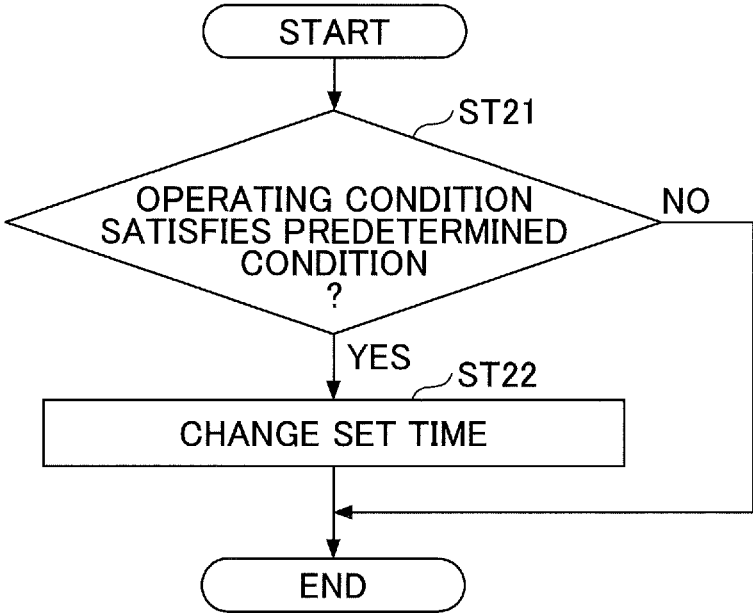 START
ST21
OPERATING CONDITION
SATISFIES PREDETERMINED
CONDITION
?
NO
YES
ST22
CHANGE SET TIME
END